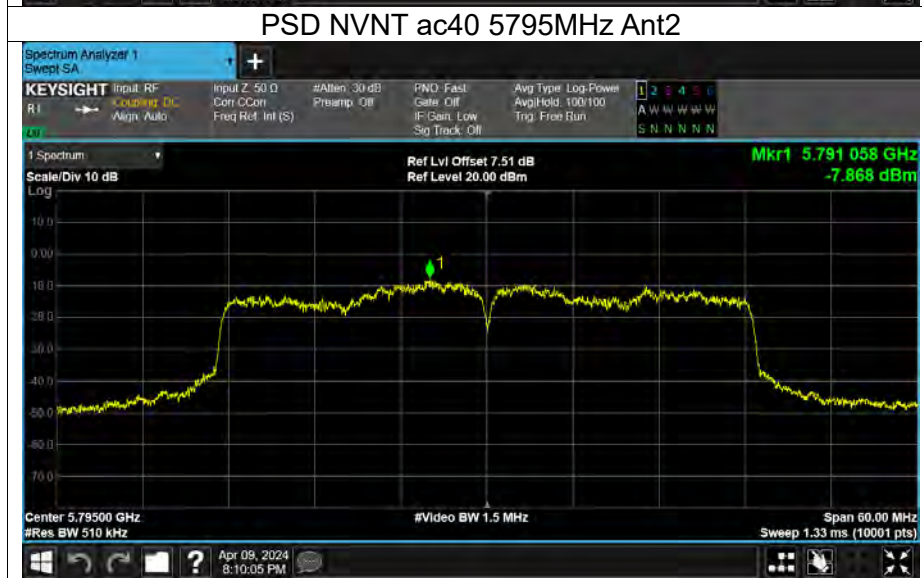 PSD NVNT ac40 5795MHz Ant2
Spectrum Analyzer 1
Swept SA
+
KEYSIGHT Input: RF
Coupling: DC
Align: Auto
Input Z: 50 Ω
Corr CCorr
Freq Ref: Int (S)
#Atten: 30 dB
Preamp: Off
PNO: Fast
Gate: Off
IF Gain: Low
Sig Track: Off
Avg Type: Log-Power
Avg|Hold: 100/100
Trig: Free Run
1 2 3 4 5 6
A W W W W W
S N N N N N
1 Spectrum
Scale/Div 10 dB
Log
Ref Lvl Offset 7.51 dB
Ref Level 20.00 dBm
Mkr1 5.791 058 GHz
-7.868 dBm
10.0
0.00
-10.0
-20.0
-30.0
-40.0
-50.0
-60.0
-70.0
1
Center 5.79500 GHz
#Res BW 510 kHz
#Video BW 1.5 MHz
Span 60.00 MHz
Sweep 1.33 ms (10001 pts)
?
Apr 09, 2024
8:10:05 PM